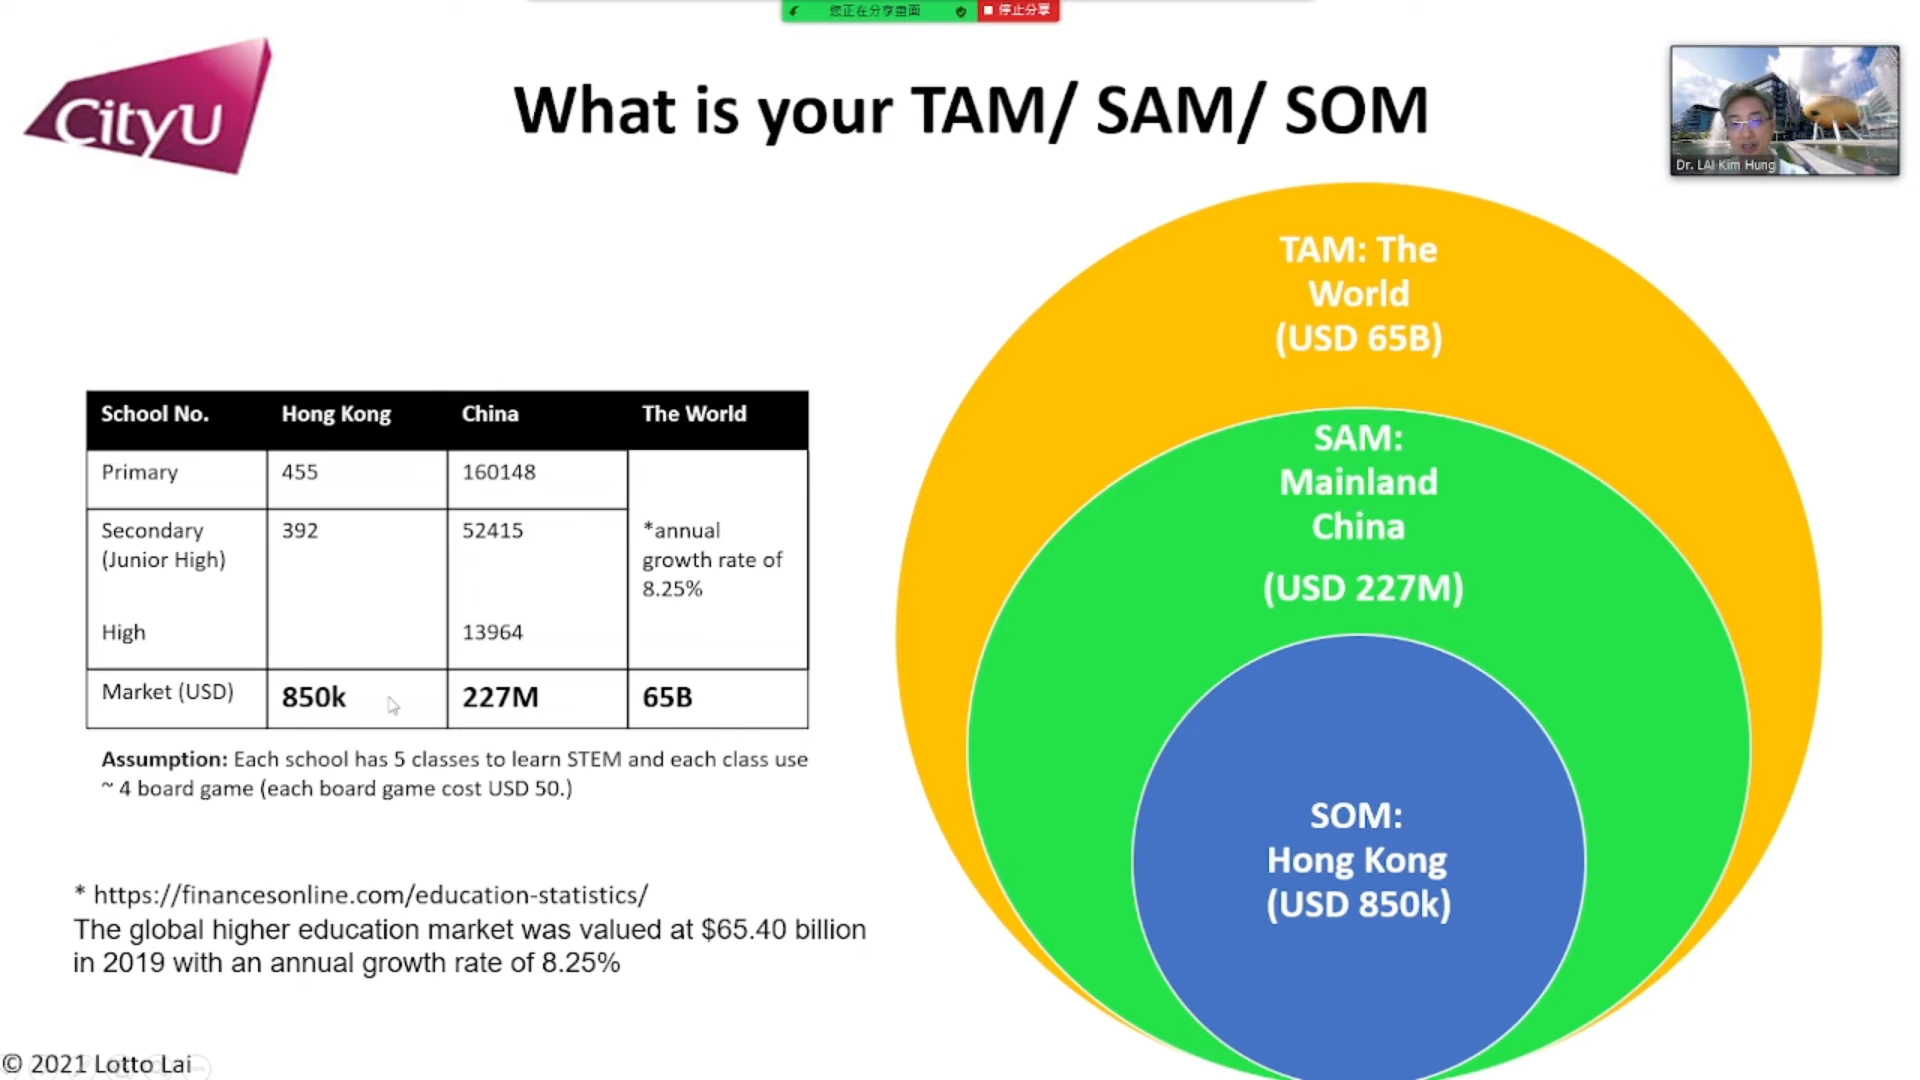 您正在分享畫面
停止分享
CityU
What is your TAM/ SAM/ SOM
Dr. LAI Kim Hung
TAM: The
World
(USD 65B)
SAM:
Mainland
China
(USD 227M)
SOM:
Hong Kong
(USD 850k)
School No. Hong Kong China The World
Primary 455 160148
Secondary 392 52415 *annual
(Junior High) growth rate of
8.25%
High 13964
Market (USD) 850k 227M 65B
Assumption: Each school has 5 classes to learn STEM and each class use
~ 4 board game (each board game cost USD 50.)
* https://financesonline.com/education-statistics/
The global higher education market was valued at $65.40 billion
in 2019 with an annual growth rate of 8.25%
© 2021 Lotto Lai